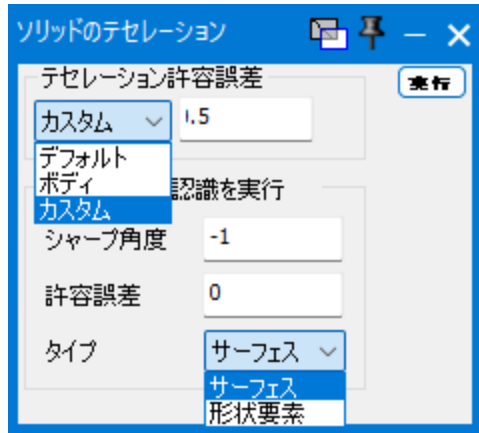 ソリッドのテセレーション
テセレーション許容誤差
実行
カスタム
.5
デフォルト
ボディ
カスタム
認識を実行
シャープ角度
-1
許容誤差
0
タイプ
サーフェス
サーフェス
形状要素